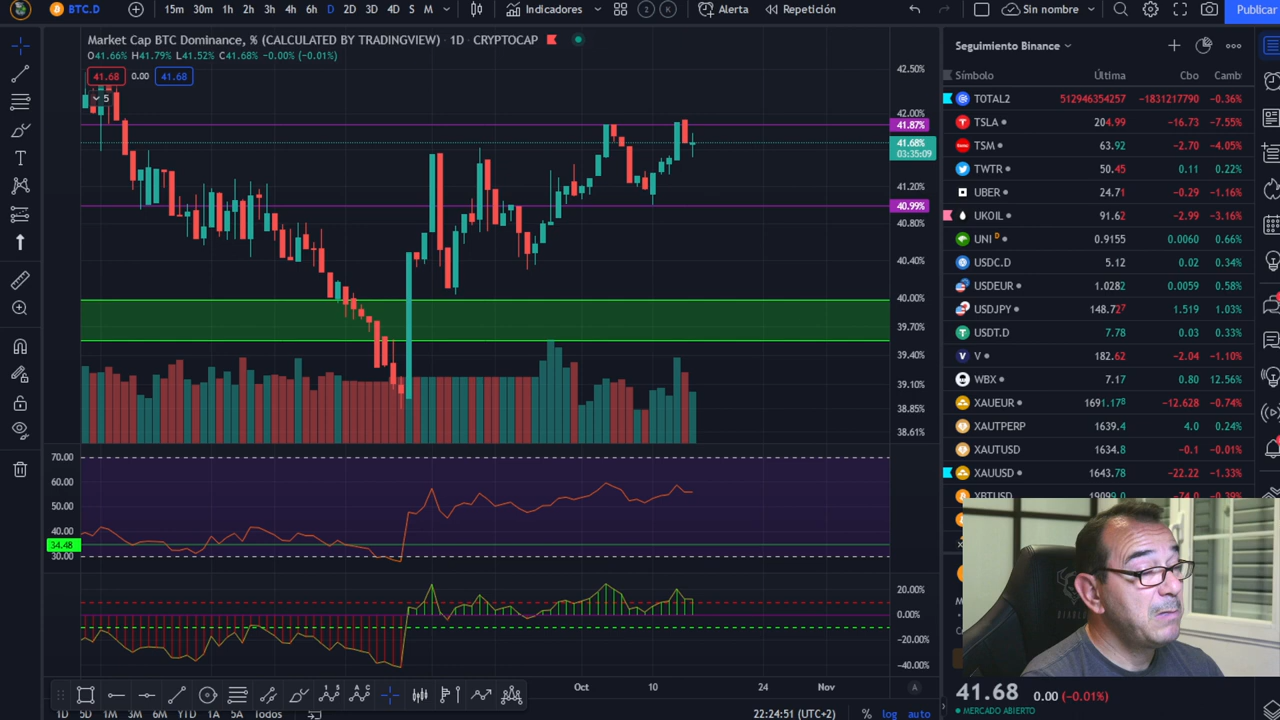 BTC.D 15m 30m 1h 2h 3h 4h 6h D 2D 3D 4D S M Indicadores 2 K Alerta Repetición Sin nombre Publicar
Market Cap BTC Dominance, % (CALCULATED BY TRADINGVIEW) · 1D · CRYPTOCAP
O41.66% H41.79% L41.52% C41.68% −0.00% (−0.01%)
41.68 0.00 41.68
5
42.50%
42.00%
41.87%
41.68%
03:35:09
41.20%
40.99%
40.80%
40.40%
40.00%
39.70%
39.40%
39.10%
38.85%
38.61%
70.00
60.00
50.00
40.00
34.48
30.00
20.00%
0.00%
−20.00%
−40.00%
Oct 10 24 Nov A
1D 5D 1M 3M 6M YTD 1A 5A Todos 22:24:51 (UTC+2) % log auto
Seguimiento Binance
Símbolo Última Cbo Camb
TOTAL2 512946354257 −1831217790 −0.36%
TSLA 204.99 −16.73 −7.55%
TSM 63.92 −2.70 −4.05%
TWTR 50.45 0.11 0.22%
UBER 24.71 −0.29 −1.16%
UKOIL 91.62 −2.99 −3.16%
UNI D 0.9155 0.0060 0.66%
USDC.D 5.12 0.02 0.34%
USDEUR 1.0282 0.0059 0.58%
USDJPY 148.727 1.519 1.03%
USDT.D 7.78 0.03 0.33%
V 182.62 −2.04 −1.10%
WBX 7.17 0.80 12.56%
XAUEUR 1691.178 −12.628 −0.74%
XAUTPERP 1639.4 4.0 0.24%
XAUTUSD 1634.8 −0.1 −0.01%
XAUUSD 1643.78 −22.22 −1.33%
XBTUSD 19099.0 −74.0 −0.39%
41.68 0.00 (−0.01%)
MERCADO ABIERTO